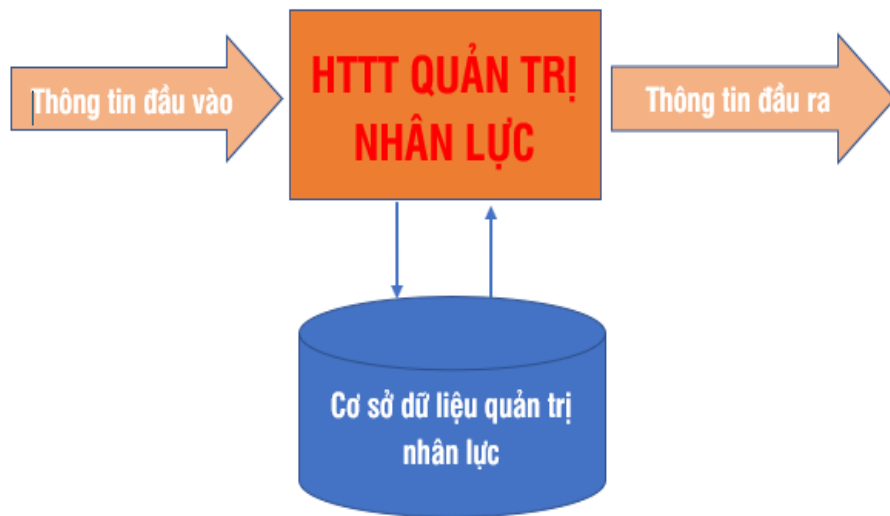 Thông tin đầu vào
HTTT QUẢN TRỊ
NHÂN LỰC
Thông tin đầu ra
Cơ sở dữ liệu quản trị
nhân lực